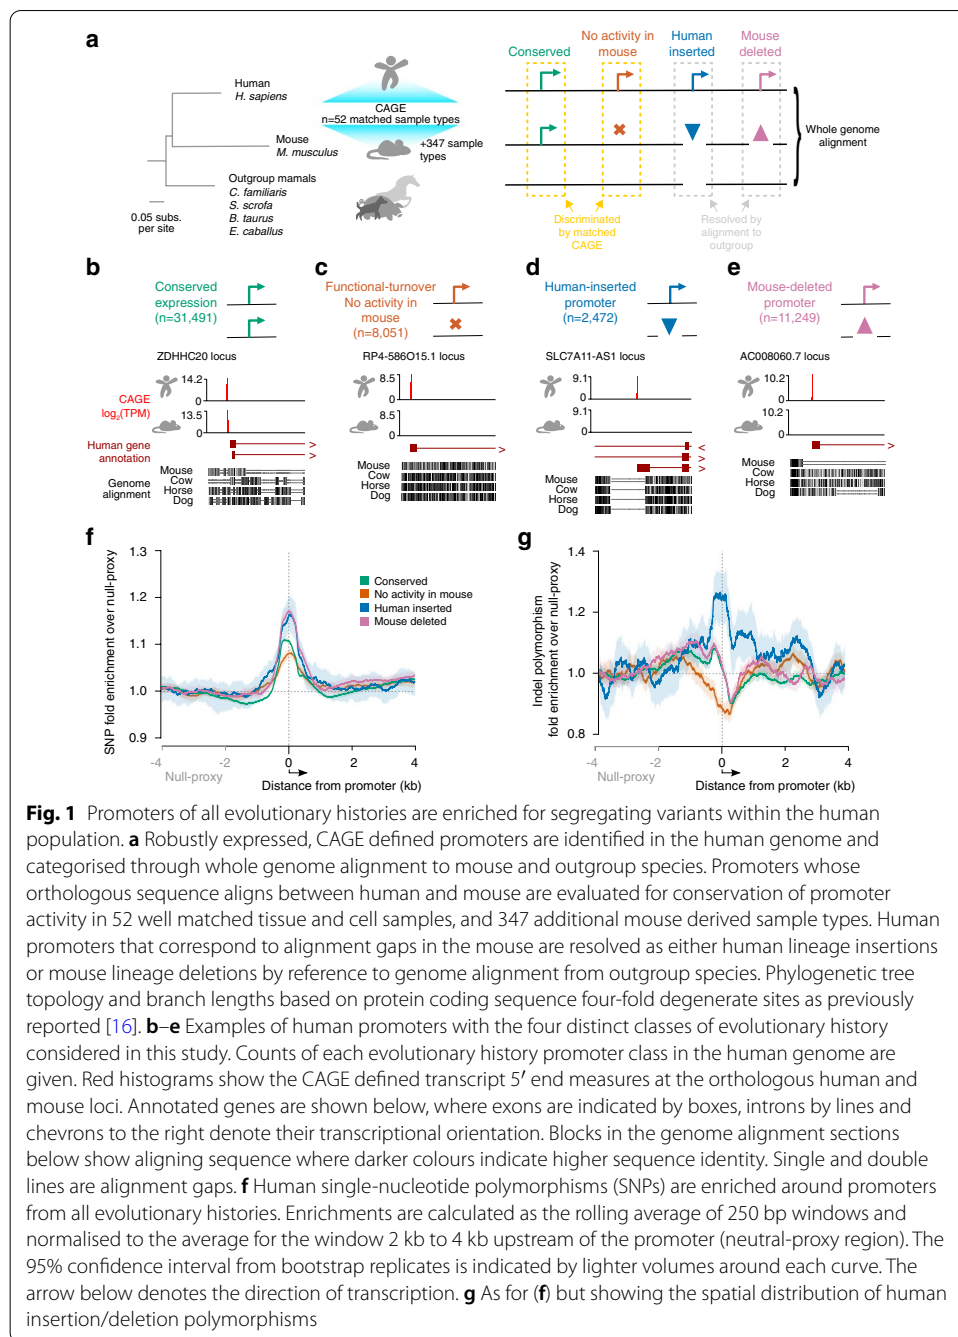 a
Human
H. sapiens
Mouse
M. musculus
Outgroup mamals
C. familiaris
S. scrofa
B. taurus
E. caballus
0.05 subs.
per site
CAGE
n=52 matched sample types
+347 sample
types
Conserved
No activity in
mouse
Human
inserted
Mouse
deleted
Whole genome
alignment
Discriminated
by matched
CAGE
Resolved by
alignment to
outgroup
b
Conserved
expression
(n=31,491)
ZDHHC20 locus
14.2
0
13.5
0
CAGE
log2(TPM)
Human gene
annotation
>
>
Genome
alignment
Mouse
Cow
Horse
Dog
c
Functional-turnover
No activity in
mouse
(n=8,051)
RP4-586O15.1 locus
8.5
0
8.5
0
>
Mouse
Cow
Horse
Dog
d
Human-inserted
promoter
(n=2,472)
SLC7A11-AS1 locus
9.1
0
9.1
0
<
>
>
Mouse
Cow
Horse
Dog
e
Mouse-deleted
promoter
(n=11,249)
AC008060.7 locus
10.2
0
10.2
0
>
Mouse
Cow
Horse
Dog
f
SNP fold enrichment over null-proxy
1.3
1.2
1.1
1.0
0.9
Conserved
No activity in mouse
Human inserted
Mouse deleted
-4 -2 0 2 4
Null-proxy
Distance from promoter (kb)
g
Indel polymorphism
fold enrichment over null-proxy
1.4
1.2
1.0
0.8
-4 -2 0 2 4
Null-proxy
Distance from promoter (kb)
Fig. 1 Promoters of all evolutionary histories are enriched for segregating variants within the human
population. a Robustly expressed, CAGE defined promoters are identified in the human genome and
categorised through whole genome alignment to mouse and outgroup species. Promoters whose
orthologous sequence aligns between human and mouse are evaluated for conservation of promoter
activity in 52 well matched tissue and cell samples, and 347 additional mouse derived sample types. Human
promoters that correspond to alignment gaps in the mouse are resolved as either human lineage insertions
or mouse lineage deletions by reference to genome alignment from outgroup species. Phylogenetic tree
topology and branch lengths based on protein coding sequence four-fold degenerate sites as previously
reported [16]. b–e Examples of human promoters with the four distinct classes of evolutionary history
considered in this study. Counts of each evolutionary history promoter class in the human genome are
given. Red histograms show the CAGE defined transcript 5′ end measures at the orthologous human and
mouse loci. Annotated genes are shown below, where exons are indicated by boxes, introns by lines and
chevrons to the right denote their transcriptional orientation. Blocks in the genome alignment sections
below show aligning sequence where darker colours indicate higher sequence identity. Single and double
lines are alignment gaps. f Human single-nucleotide polymorphisms (SNPs) are enriched around promoters
from all evolutionary histories. Enrichments are calculated as the rolling average of 250 bp windows and
normalised to the average for the window 2 kb to 4 kb upstream of the promoter (neutral-proxy region). The
95% confidence interval from bootstrap replicates is indicated by lighter volumes around each curve. The
arrow below denotes the direction of transcription. g As for (f) but showing the spatial distribution of human
insertion/deletion polymorphisms